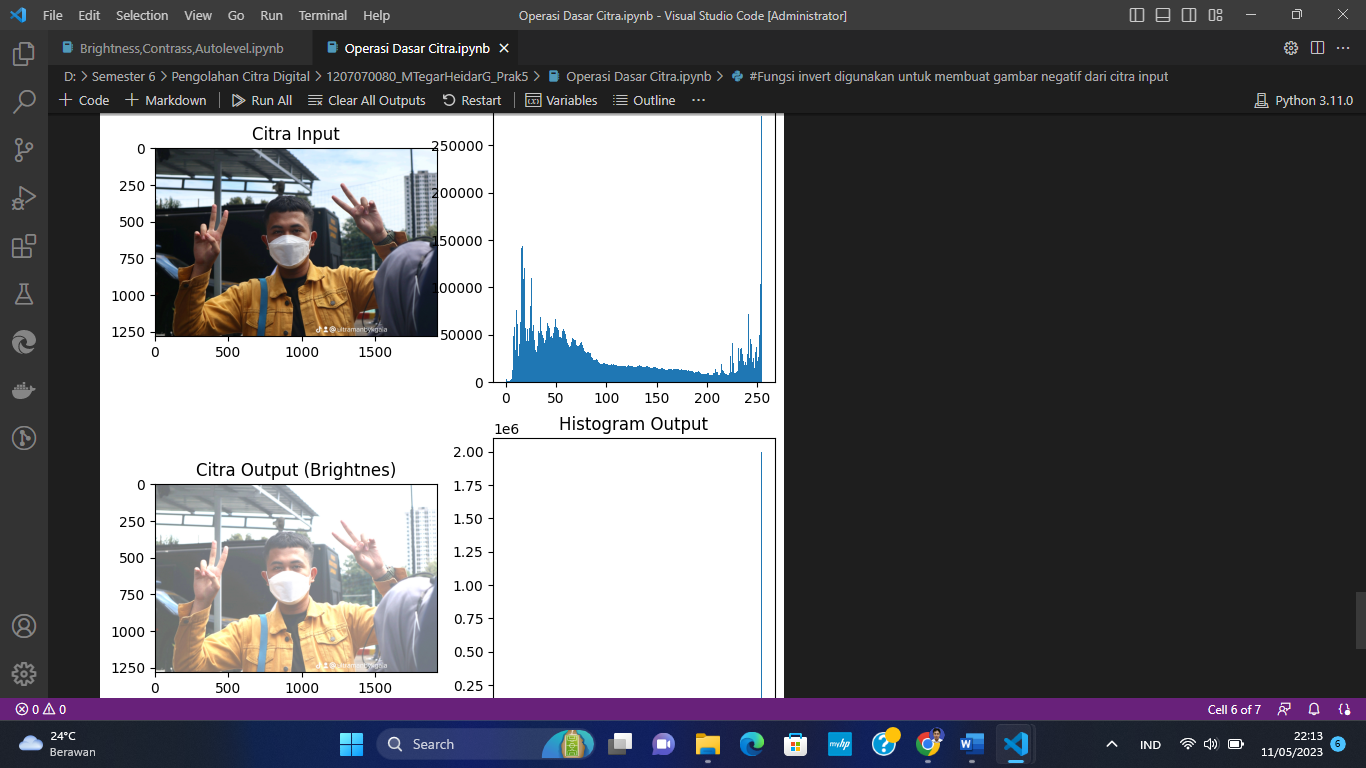 File Edit Selection View Go Run Terminal Help Operasi Dasar Citra.ipynb - Visual Studio Code [Administrator]
Brightness,Contrass,Autolevel.ipynb Operasi Dasar Citra.ipynb
D: > Semester 6 > Pengolahan Citra Digital > 1207070080_MTegarHeidarG_Prak5 > Operasi Dasar Citra.ipynb > #Fungsi invert digunakan untuk membuat gambar negatif dari citra input
+ Code + Markdown Run All Clear All Outputs Restart Variables Outline ... Python 3.11.0
Citra Input
0
250
500
750
1000
1250
0 500 1000 1500
250000
200000
150000
100000
50000
0
0 50 100 150 200 250
Histogram Output
1e6
2.00
1.75
1.50
1.25
1.00
0.75
0.50
0.25
Citra Output (Brightnes)
0
250
500
750
1000
1250
0 500 1000 1500
0 0 Cell 6 of 7
24°C
Berawan
Search
myhp
IND
22:13
11/05/2023
6